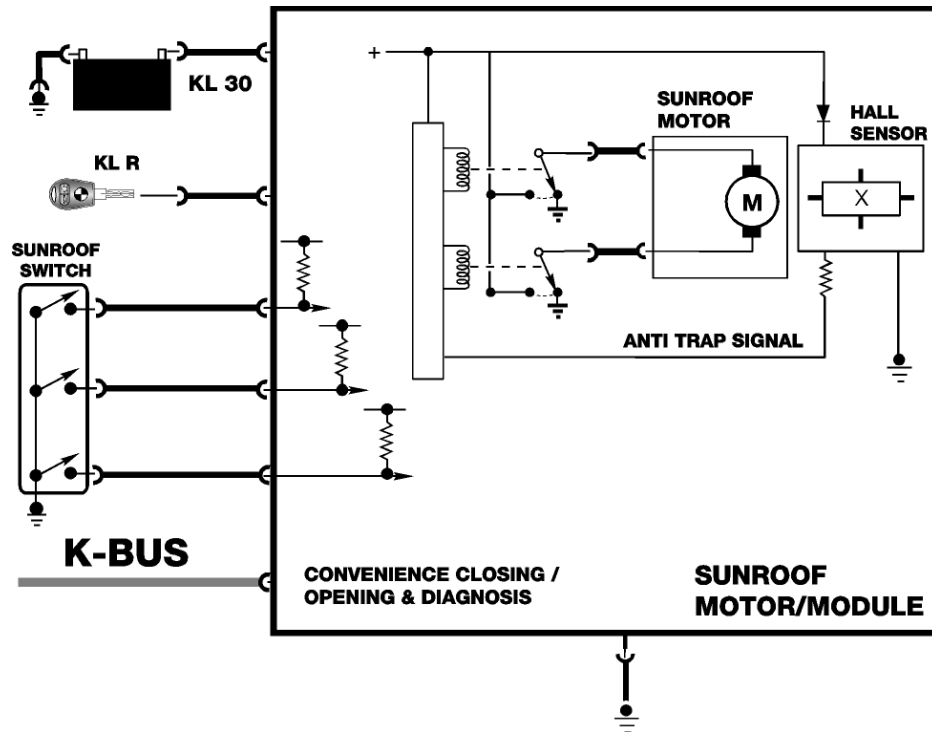 KL 30
+
SUNROOF
MOTOR
HALL
SENSOR
KL R
M
X
SUNROOF
SWITCH
ANTI TRAP SIGNAL
K-BUS
CONVENIENCE CLOSING /
OPENING & DIAGNOSIS
SUNROOF
MOTOR/MODULE